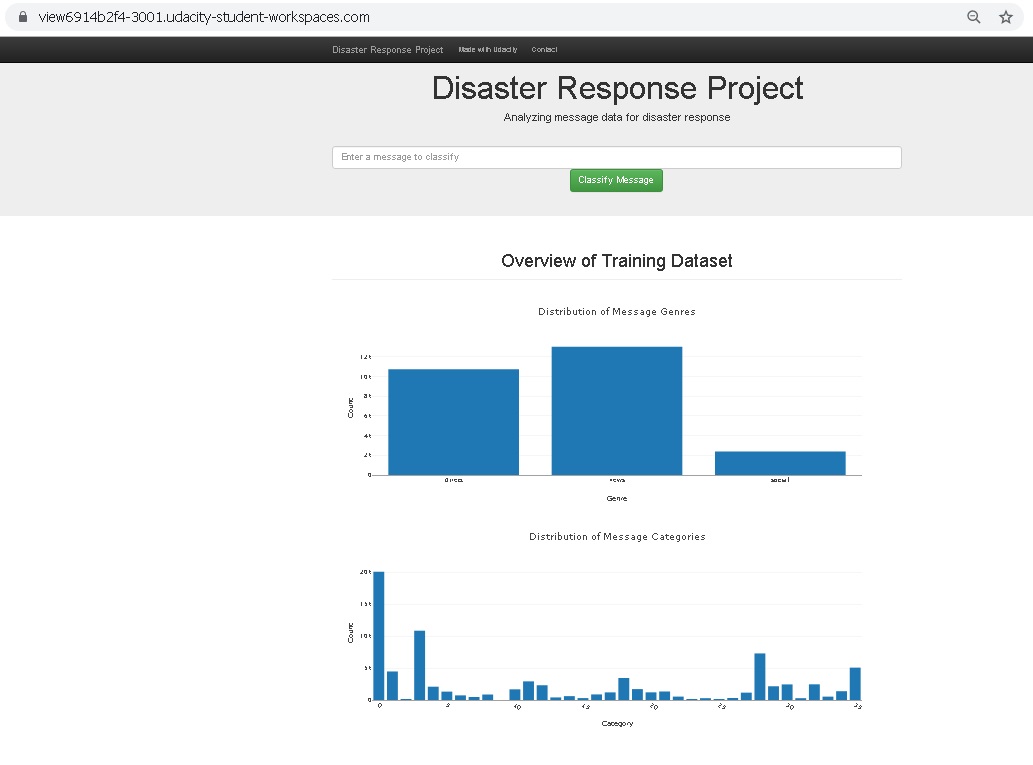 view6914b2f4-3001.udacity-student-workspaces.com
Disaster Response Project Made with Udacity Contact
Disaster Response Project
Analyzing message data for disaster response
Enter a message to classify
Classify Message
Overview of Training Dataset
Distribution of Message Genres
12k
10k
8k
6k
4k
2k
0
Count
direct news social
Genre
Distribution of Message Categories
20k
15k
10k
5k
0
Count
0 5 10 15 20 25 30 35
Category